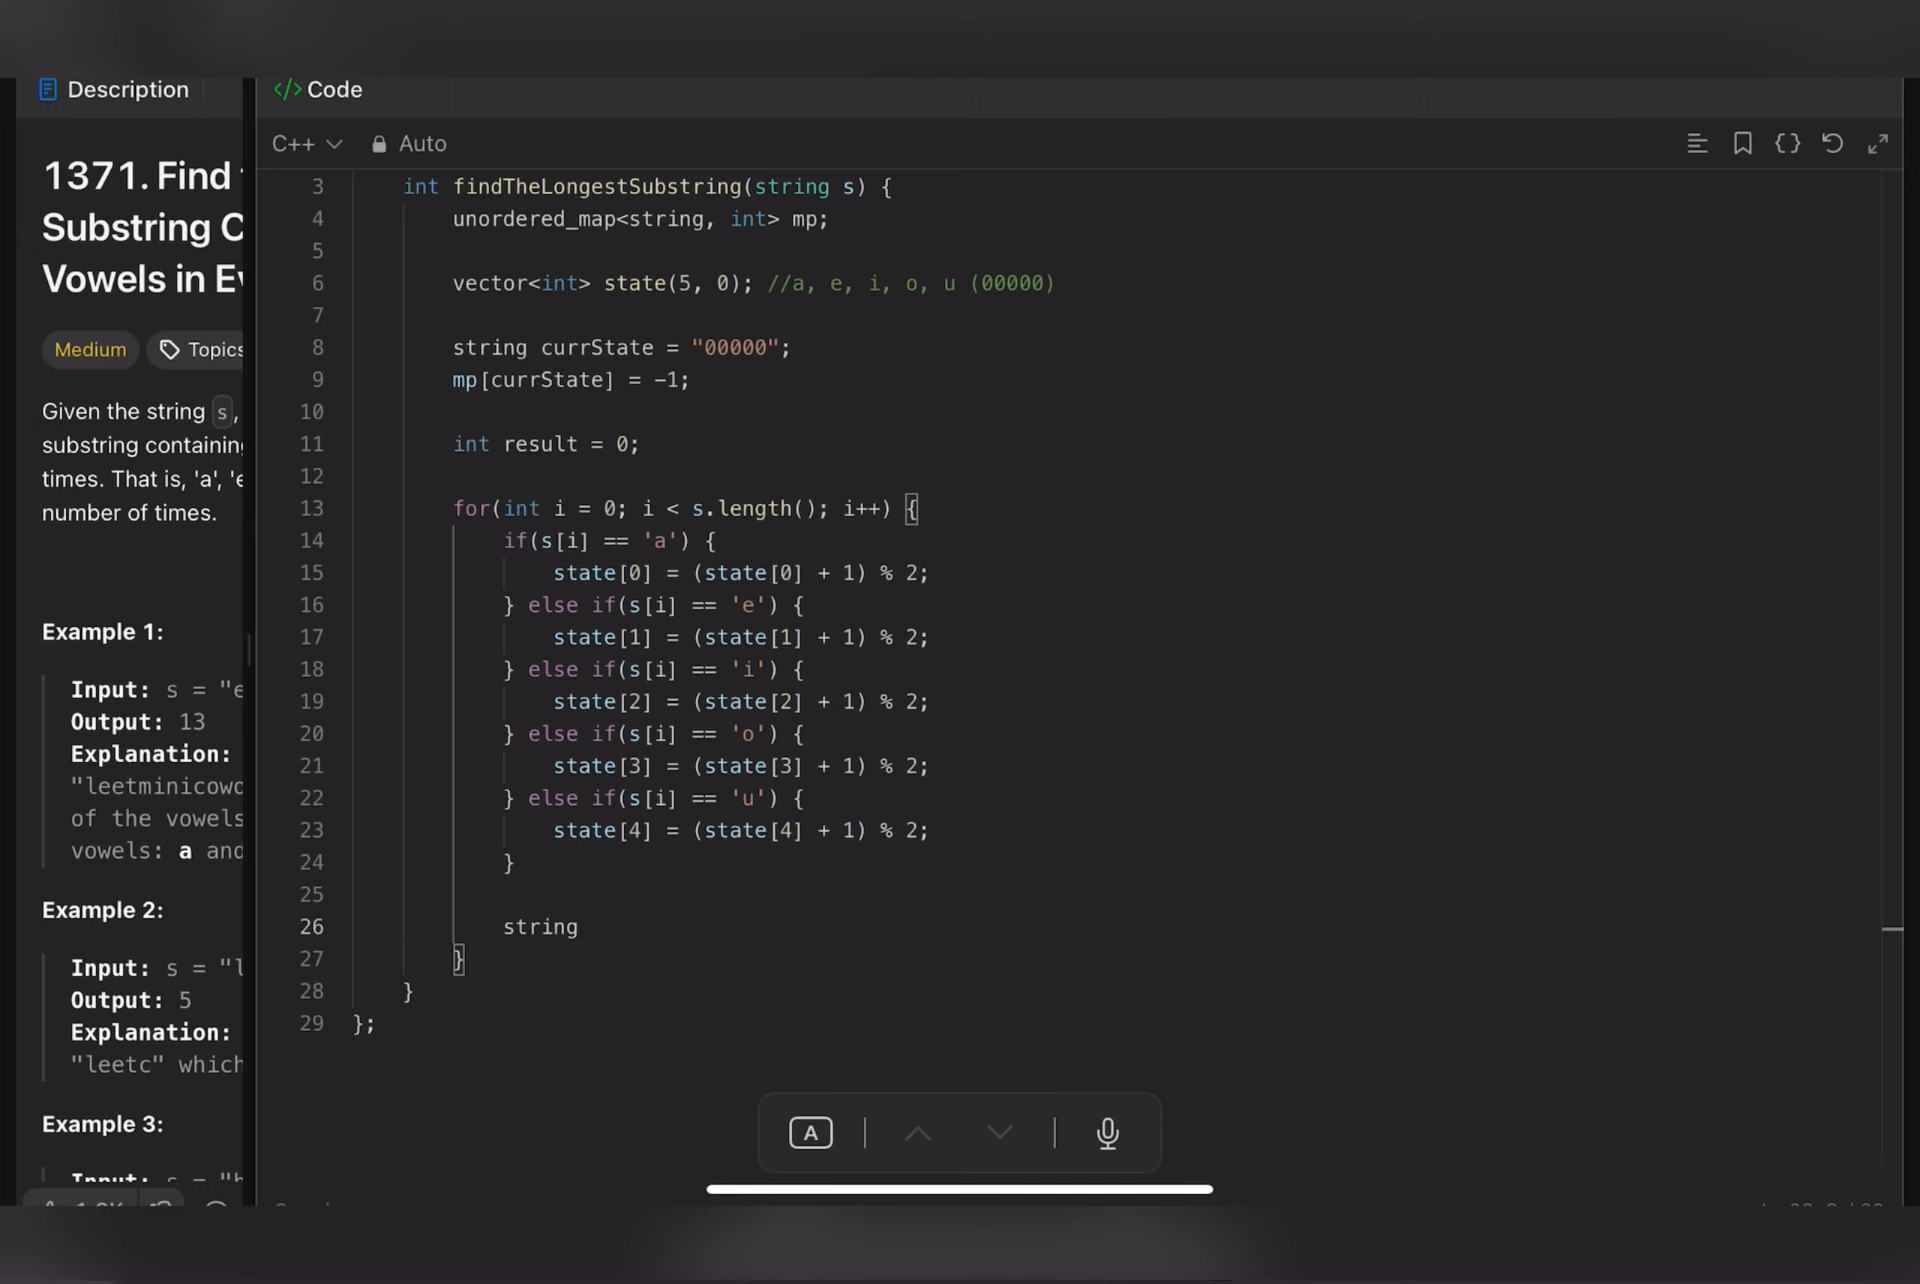 Description
Code
C++
Auto
1371. Find
Substring
Vowels in
Medium
Topics
Given the string s,
substring containing
times. That is, 'a', 'e
number of times.
Example 1:
Input: s = "e
Output: 13
Explanation:
"leetminicowo
of the vowels
vowels: a and
Example 2:
Input: s = "l
Output: 5
Explanation:
"leetc" which
Example 3:
3 int findTheLongestSubstring(string s) {
4 unordered_map<string, int> mp;
5
6 vector<int> state(5, 0); //a, e, i, o, u (00000)
7
8 string currState = "00000";
9 mp[currState] = -1;
10
11 int result = 0;
12
13 for(int i = 0; i < s.length(); i++) {
14 if(s[i] == 'a') {
15 state[0] = (state[0] + 1) % 2;
16 } else if(s[i] == 'e') {
17 state[1] = (state[1] + 1) % 2;
18 } else if(s[i] == 'i') {
19 state[2] = (state[2] + 1) % 2;
20 } else if(s[i] == 'o') {
21 state[3] = (state[3] + 1) % 2;
22 } else if(s[i] == 'u') {
23 state[4] = (state[4] + 1) % 2;
24 }
25
26 string
27 }
28 }
29 };
A